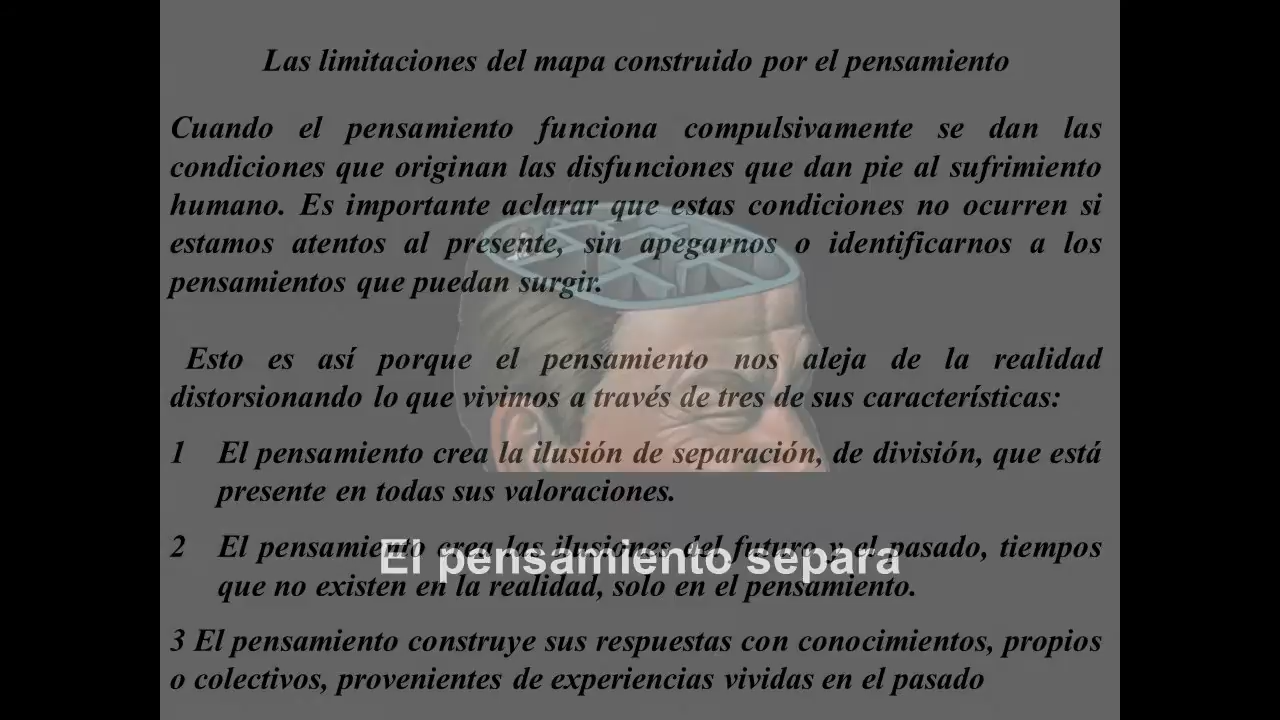 Las limitaciones del mapa construido por el pensamiento
Cuando el pensamiento funciona compulsivamente se dan las
condiciones que originan las disfunciones que dan pie al sufrimiento
humano. Es importante aclarar que estas condiciones no ocurren si
estamos atentos al presente, sin apegarnos o identificarnos a los
pensamientos que puedan surgir.
Esto es así porque el pensamiento nos aleja de la realidad
distorsionando lo que vivimos a través de tres de sus características:
1 El pensamiento crea la ilusión de separación, de división, que está
presente en todas sus valoraciones.
2 El pensamiento crea las ilusiones del futuro y el pasado, tiempos
El pensamiento separa
que no existen en la realidad, solo en el pensamiento.
3 El pensamiento construye sus respuestas con conocimientos, propios
o colectivos, provenientes de experiencias vividas en el pasado